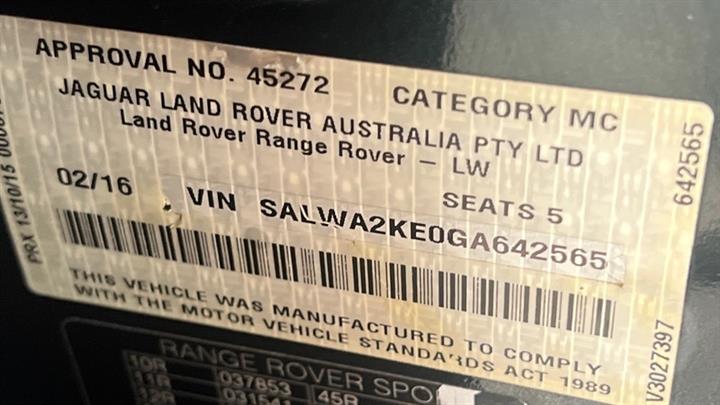 APPROVAL NO. 45272 CATEGORY MC
JAGUAR LAND ROVER AUSTRALIA PTY LTD
Land Rover Range Rover – LW
02/16 SEATS 5
VIN SALWA2KE0GA642565
THIS VEHICLE WAS MANUFACTURED TO COMPLY
WITH THE MOTOR VEHICLE STANDARDS ACT 1989
PRX 13/10/15
642565
V3027397
RANGE ROVER SPO
10R 037853 45R
11R 031541
12R